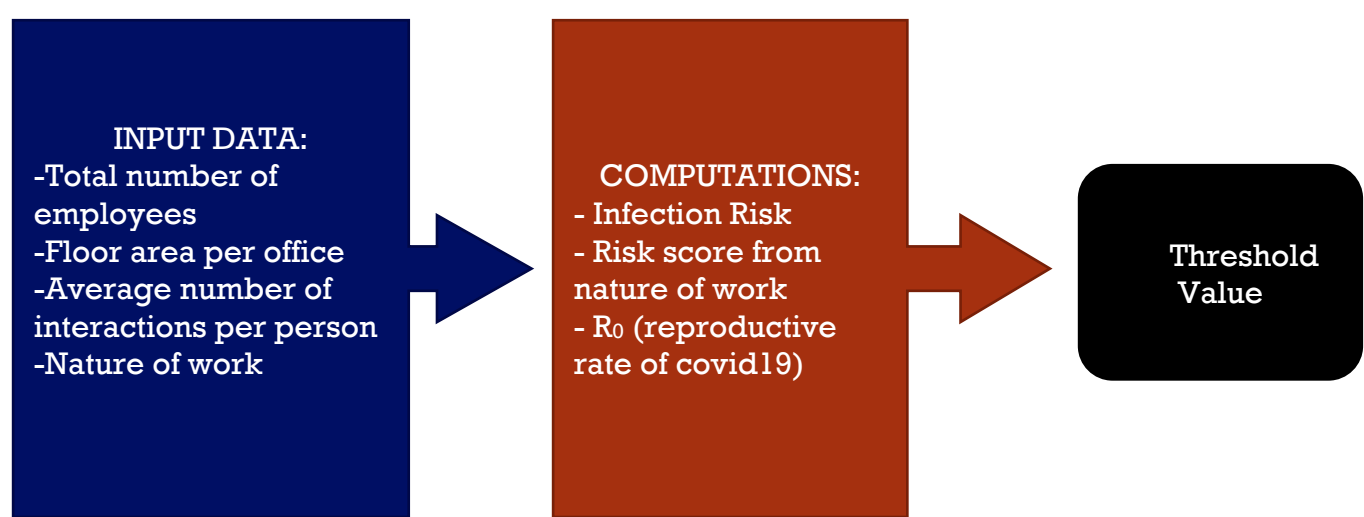 INPUT DATA:
-Total number of
employees
-Floor area per office
-Average number of
interactions per person
-Nature of work
COMPUTATIONS:
- Infection Risk
- Risk score from
nature of work
- R₀ (reproductive
rate of covid19)
Threshold
Value